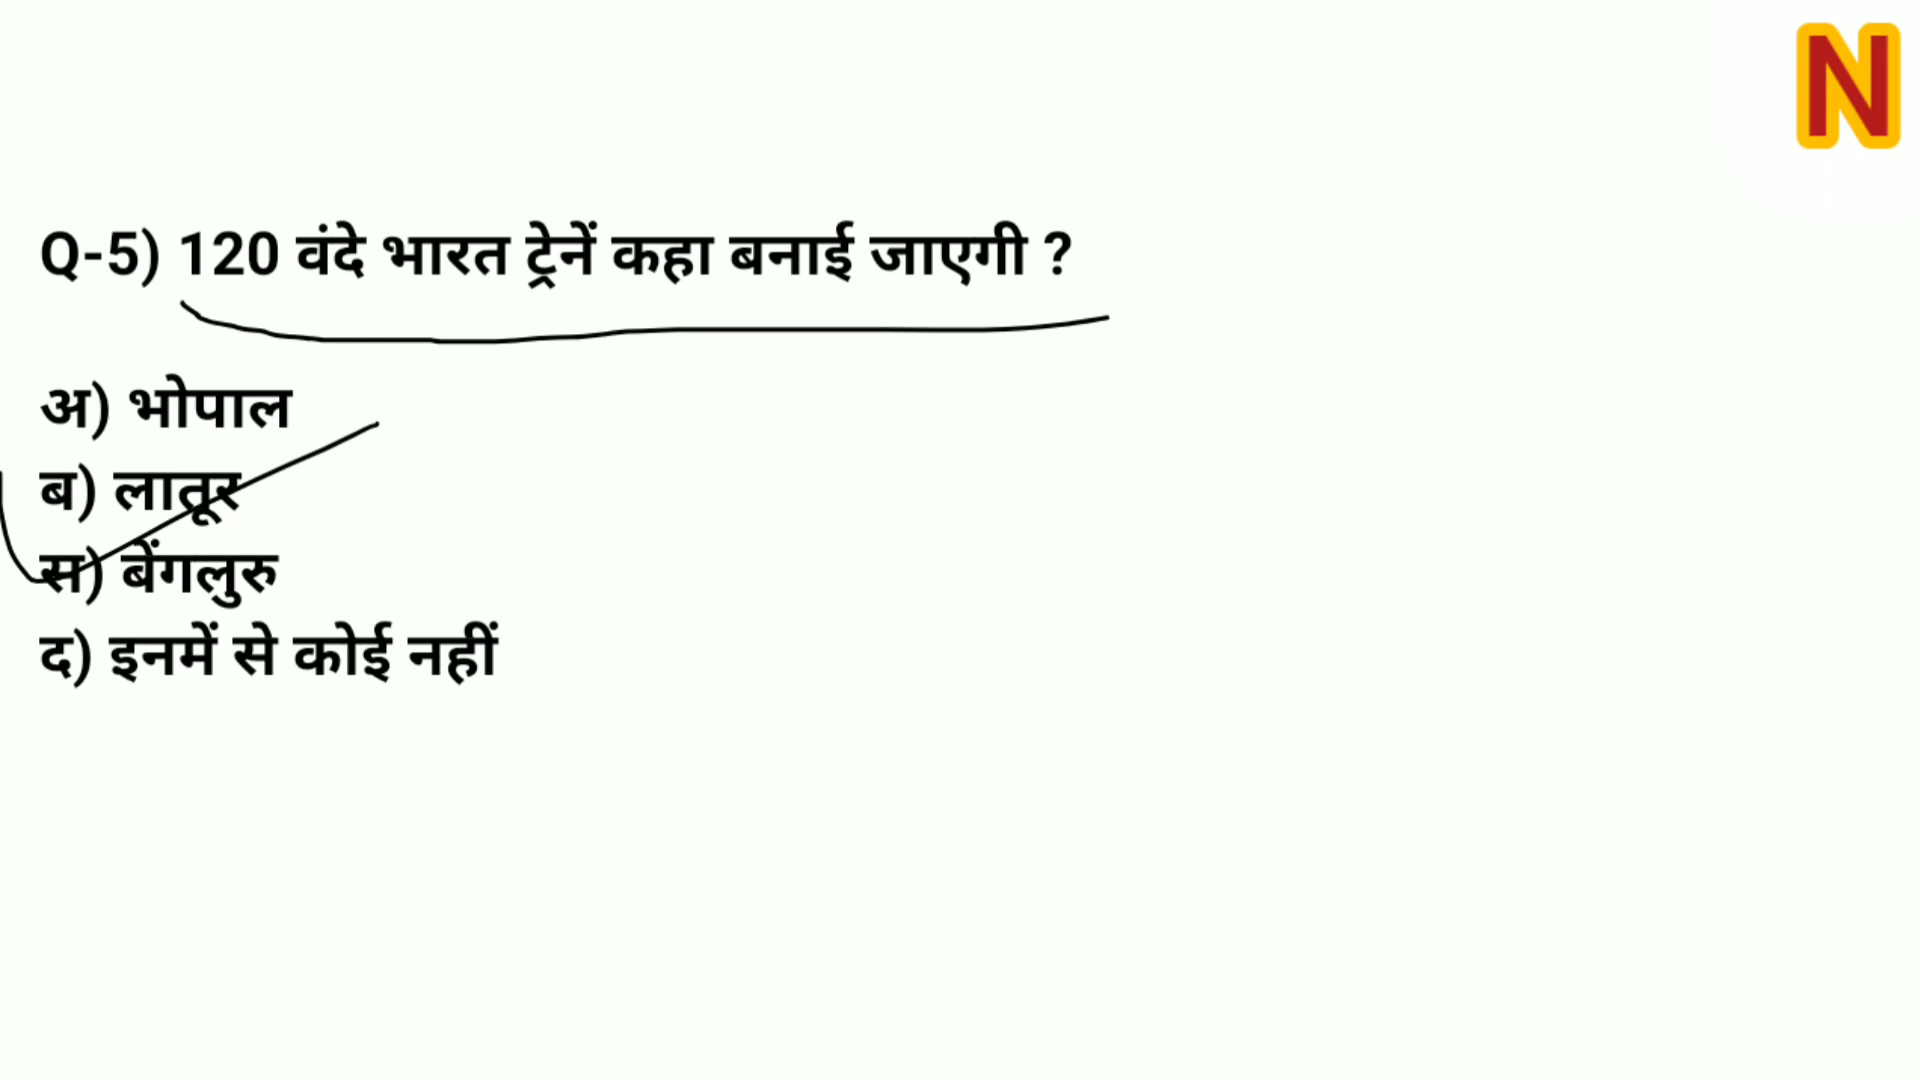 N
Q-5) 120 वंदे भारत ट्रेनें कहा बनाई जाएगी ?
अ) भोपाल
ब) लातूर
स) बेंगलुरु
द) इनमें से कोई नहीं